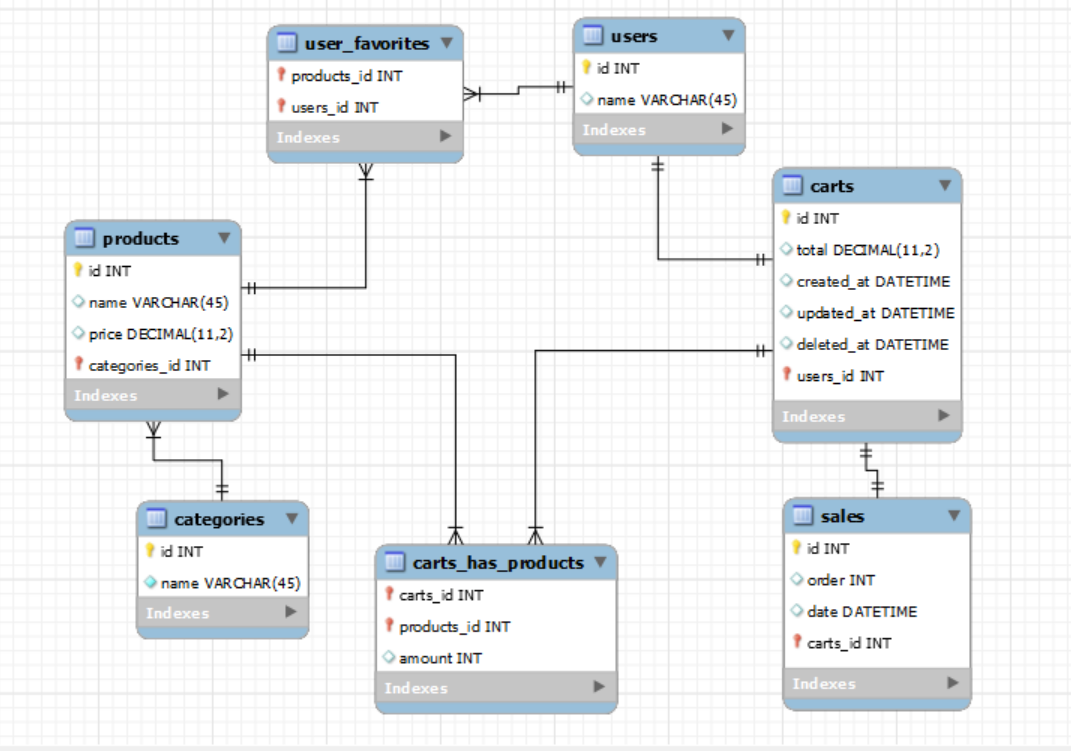 user_favorites
products_id INT
users_id INT
Indexes
users
id INT
name VARCHAR(45)
Indexes
carts
id INT
total DECIMAL(11,2)
created_at DATETIME
updated_at DATETIME
deleted_at DATETIME
users_id INT
Indexes
products
id INT
name VARCHAR(45)
price DECIMAL(11,2)
categories_id INT
Indexes
categories
id INT
name VARCHAR(45)
Indexes
carts_has_products
carts_id INT
products_id INT
amount INT
Indexes
sales
id INT
order INT
date DATETIME
carts_id INT
Indexes